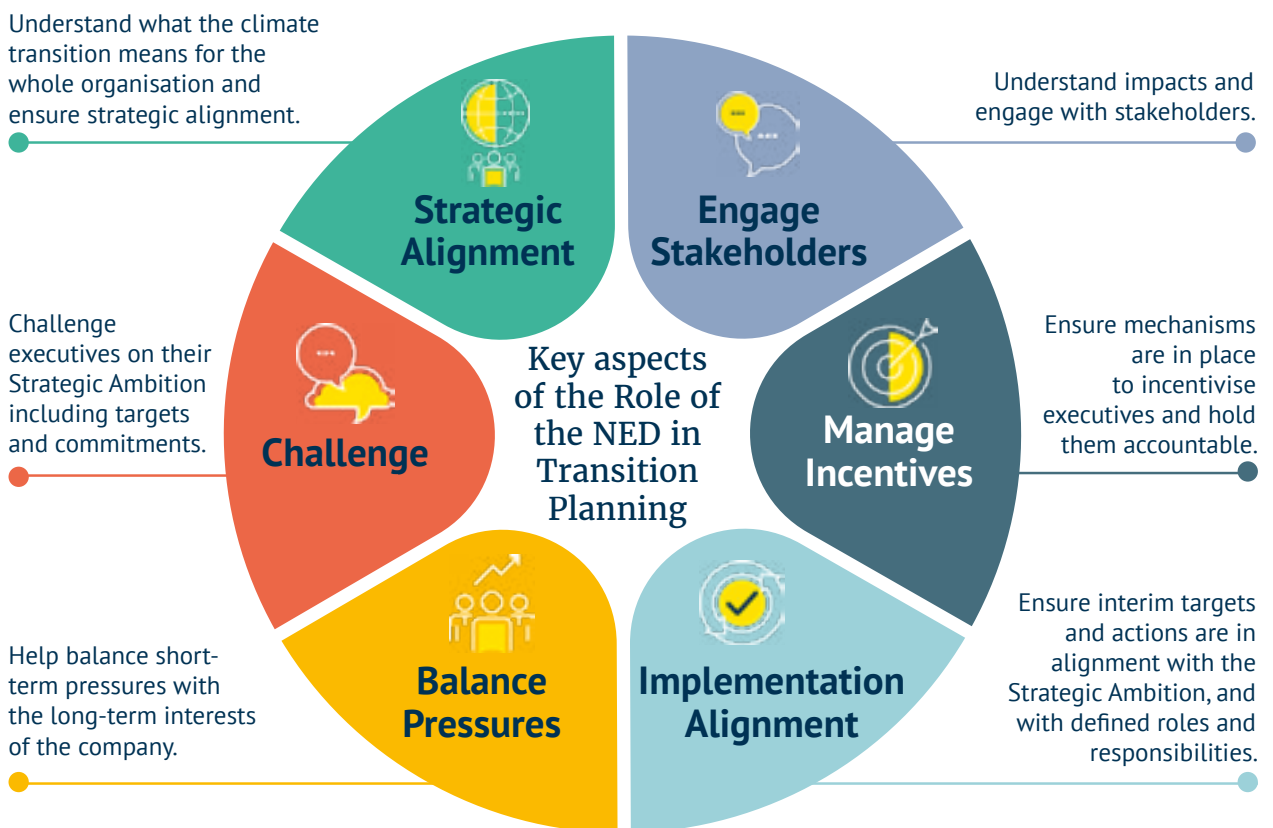 Understand what the climate
transition means for the
whole organisation and
ensure strategic alignment.
Understand impacts and
engage with stakeholders.
Strategic
Alignment
Engage
Stakeholders
Challenge
executives on their
Strategic Ambition
including targets
and commitments.
Challenge
Key aspects
of the Role of
the NED in
Transition
Planning
Manage
Incentives
Ensure mechanisms
are in place
to incentivise
executives and hold
them accountable.
Help balance short-
term pressures with
the long-term interests
of the company.
Balance
Pressures
Implementation
Alignment
Ensure interim targets
and actions are in
alignment with the
Strategic Ambition, and
with defined roles and
responsibilities.